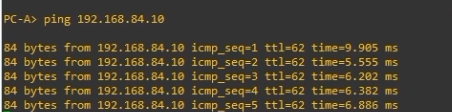 PC-A> ping 192.168.84.10
84 bytes from 192.168.84.10 icmp_seq=1 ttl=62 time=9.905 ms
84 bytes from 192.168.84.10 icmp_seq=2 ttl=62 time=5.555 ms
84 bytes from 192.168.84.10 icmp_seq=3 ttl=62 time=6.202 ms
84 bytes from 192.168.84.10 icmp_seq=4 ttl=62 time=6.382 ms
84 bytes from 192.168.84.10 icmp_seq=5 ttl=62 time=6.886 ms